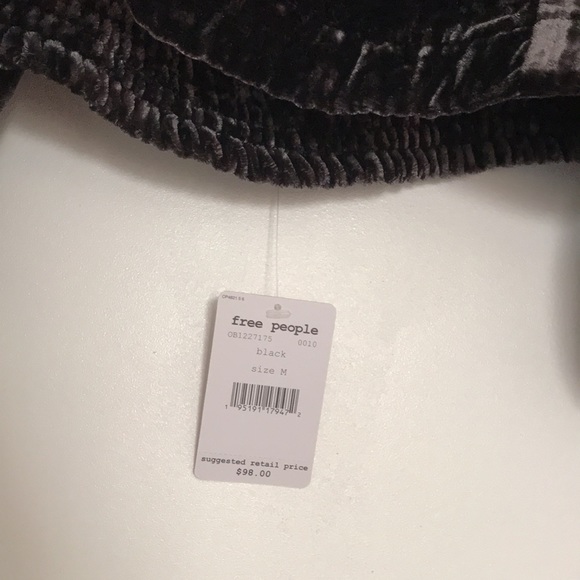 free people
OB1227175 0010
black
size M
1 95191 17947 2
suggested retail price
$98.00